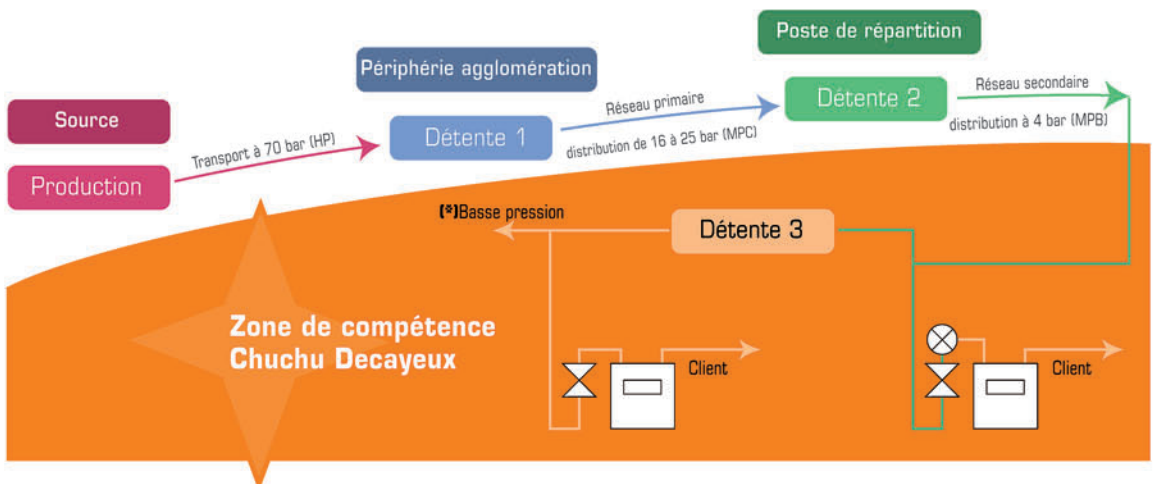 Source
Production
Transport à 70 bar (HP)
Périphérie agglomération
Détente 1
Réseau primaire
distribution de 16 à 25 bar (MPC)
Poste de répartition
Détente 2
Réseau secondaire
distribution à 4 bar (MPB)
(*)Basse pression
Détente 3
Zone de compétence
Chuchu Decayeux
Client
Client